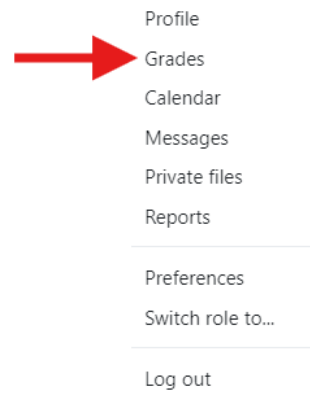 Profile
Grades
Calendar
Messages
Private files
Reports
Preferences
Switch role to...
Log out